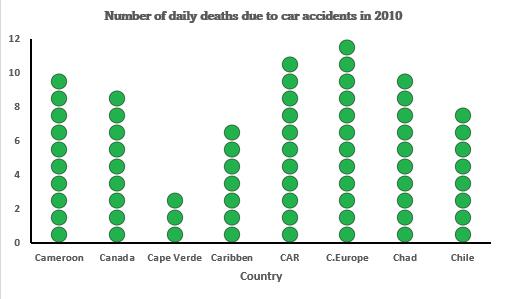 Number of daily deaths due to car accidents in 2010
12
10
8
6
4
2
0
Cameroon Canada Cape Verde Caribben CAR C.Europe Chad Chile
Country